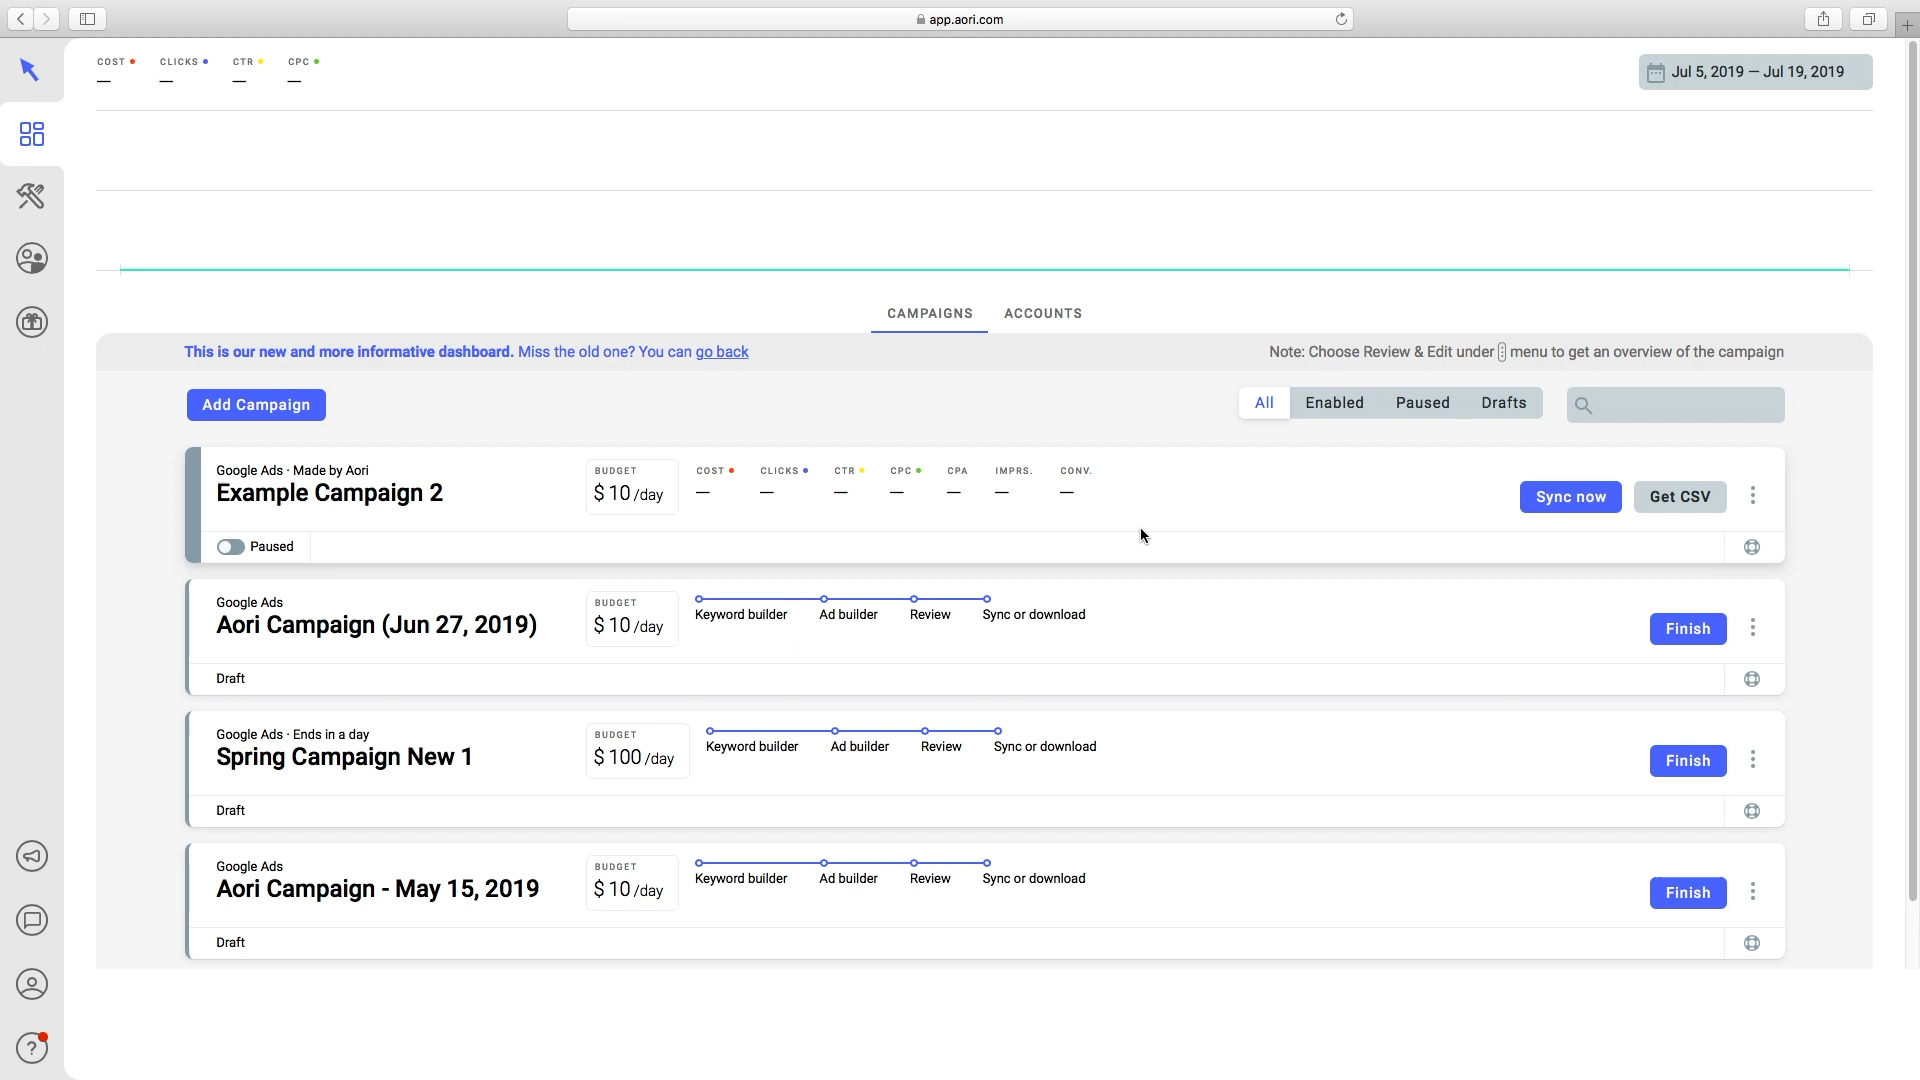 app.aori.com
COST CLICKS CTR CPC
— — — —
Jul 5, 2019 — Jul 19, 2019
CAMPAIGNS ACCOUNTS
This is our new and more informative dashboard. Miss the old one? You can go back
Note: Choose Review & Edit under ⋮ menu to get an overview of the campaign
Add Campaign
All Enabled Paused Drafts
Google Ads · Made by Aori
Example Campaign 2
BUDGET
$10/day
COST CLICKS CTR CPC CPA IMPRS. CONV.
— — — — — — —
Sync now Get CSV
Paused
Google Ads
Aori Campaign (Jun 27, 2019)
BUDGET
$10/day
Keyword builder Ad builder Review Sync or download
Finish
Draft
Google Ads · Ends in a day
Spring Campaign New 1
BUDGET
$100/day
Keyword builder Ad builder Review Sync or download
Finish
Draft
Google Ads
Aori Campaign - May 15, 2019
BUDGET
$10/day
Keyword builder Ad builder Review Sync or download
Finish
Draft
?